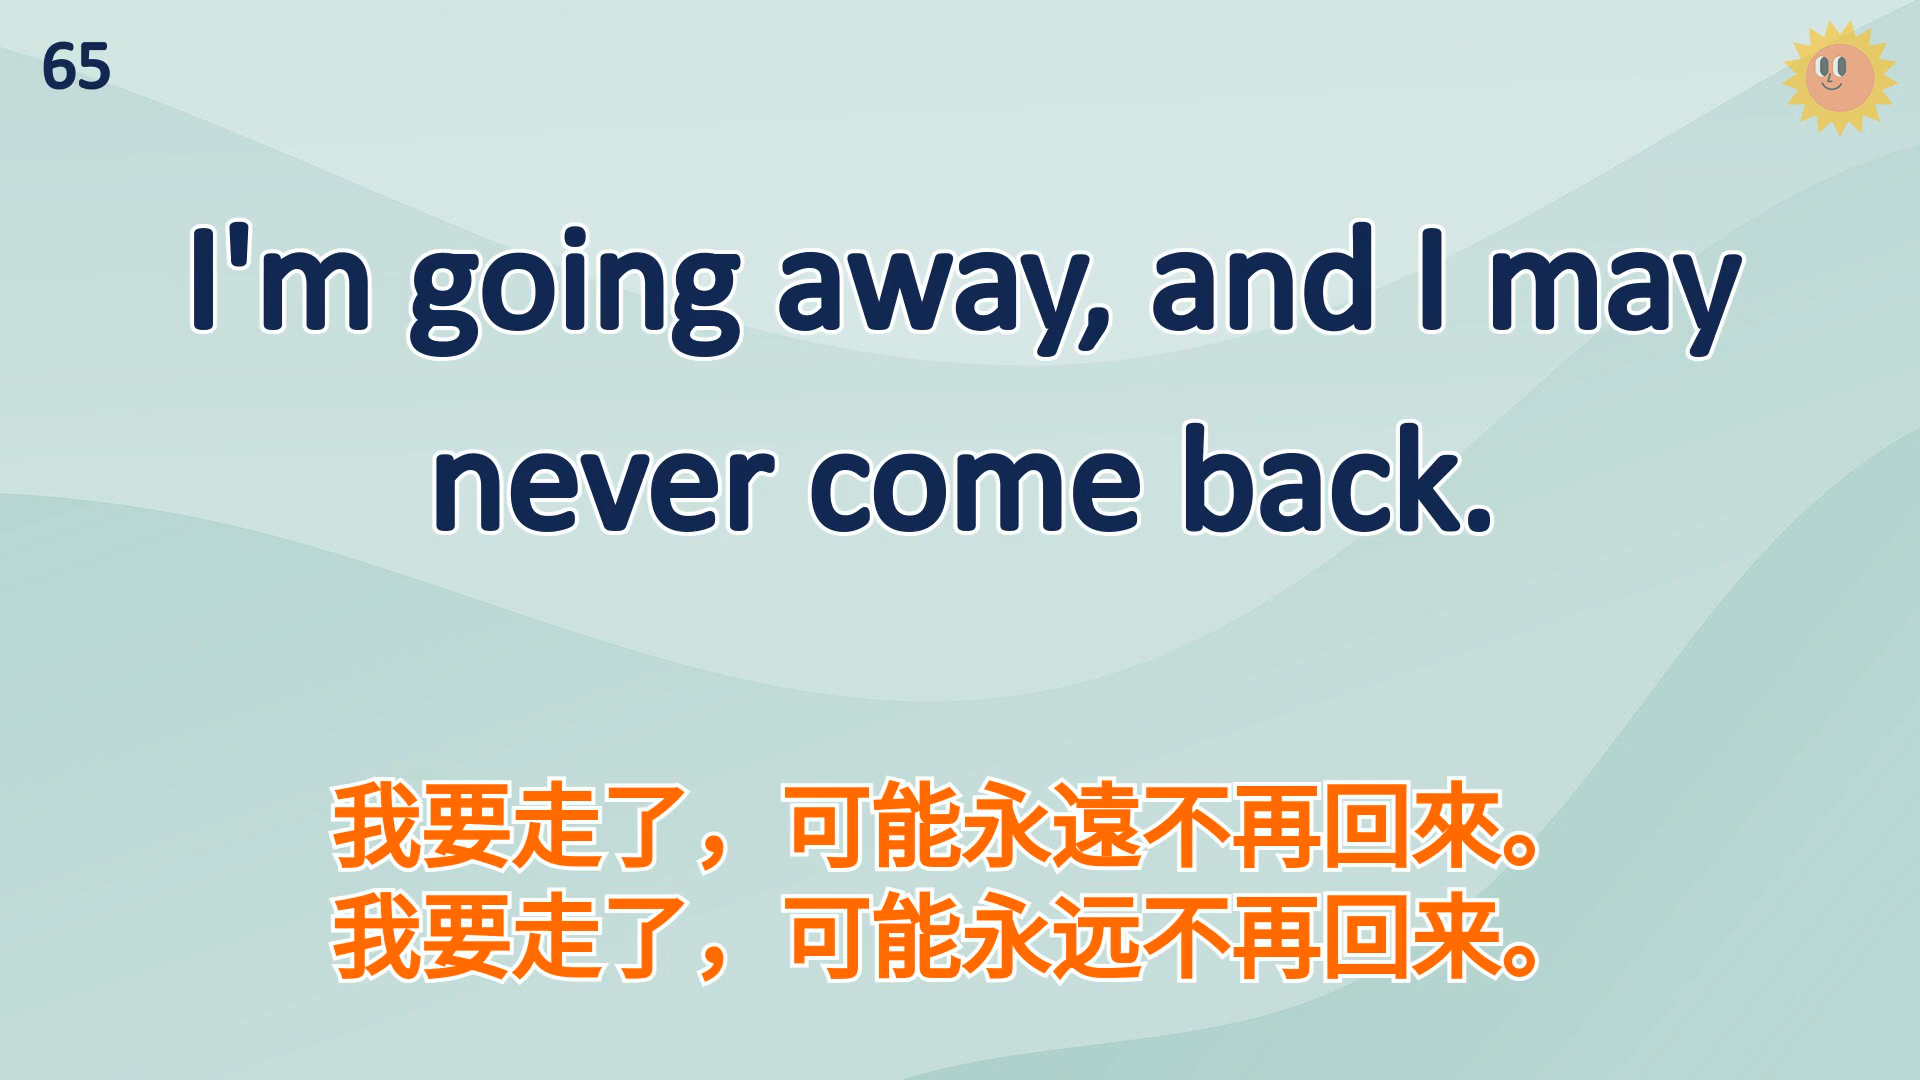 65
I'm going away, and I may
never come back.
我要走了，可能永遠不再回來。
我要走了，可能永远不再回来。